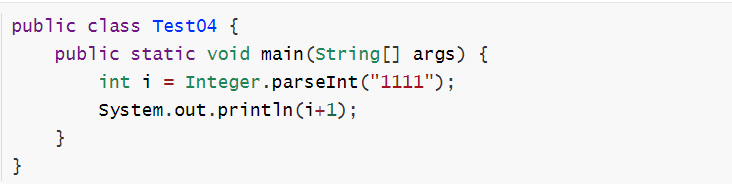 public class Test04 {
    public static void main(String[] args) {
        int i = Integer.parseInt("1111");
        System.out.println(i+1);
    }
}